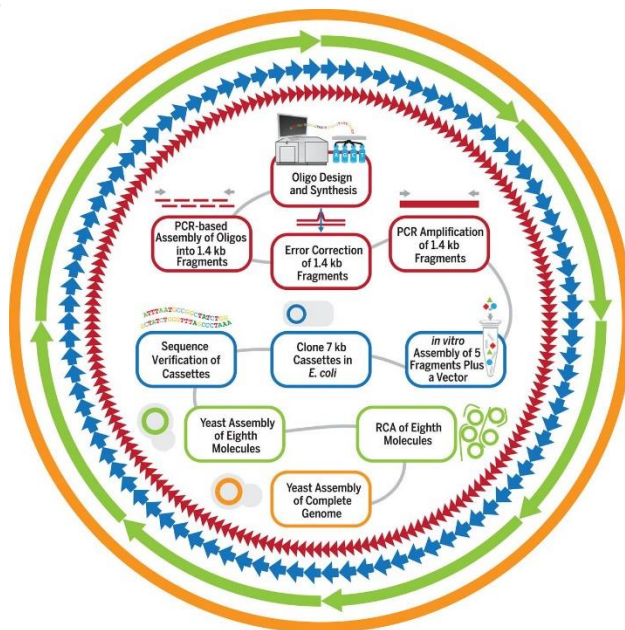 Oligo Design
and Synthesis
PCR-based
Assembly of Oligos
into 1.4 kb
Fragments
Error Correction
of 1.4 kb
Fragments
PCR Amplification
of 1.4 kb
Fragments
Sequence
Verification of
Cassettes
Clone 7 kb
Cassettes in
E. coli
in vitro
Assembly of 5
Fragments Plus
a Vector
Yeast Assembly
of Eighth
Molecules
RCA of Eighth
Molecules
Yeast Assembly
of Complete
Genome